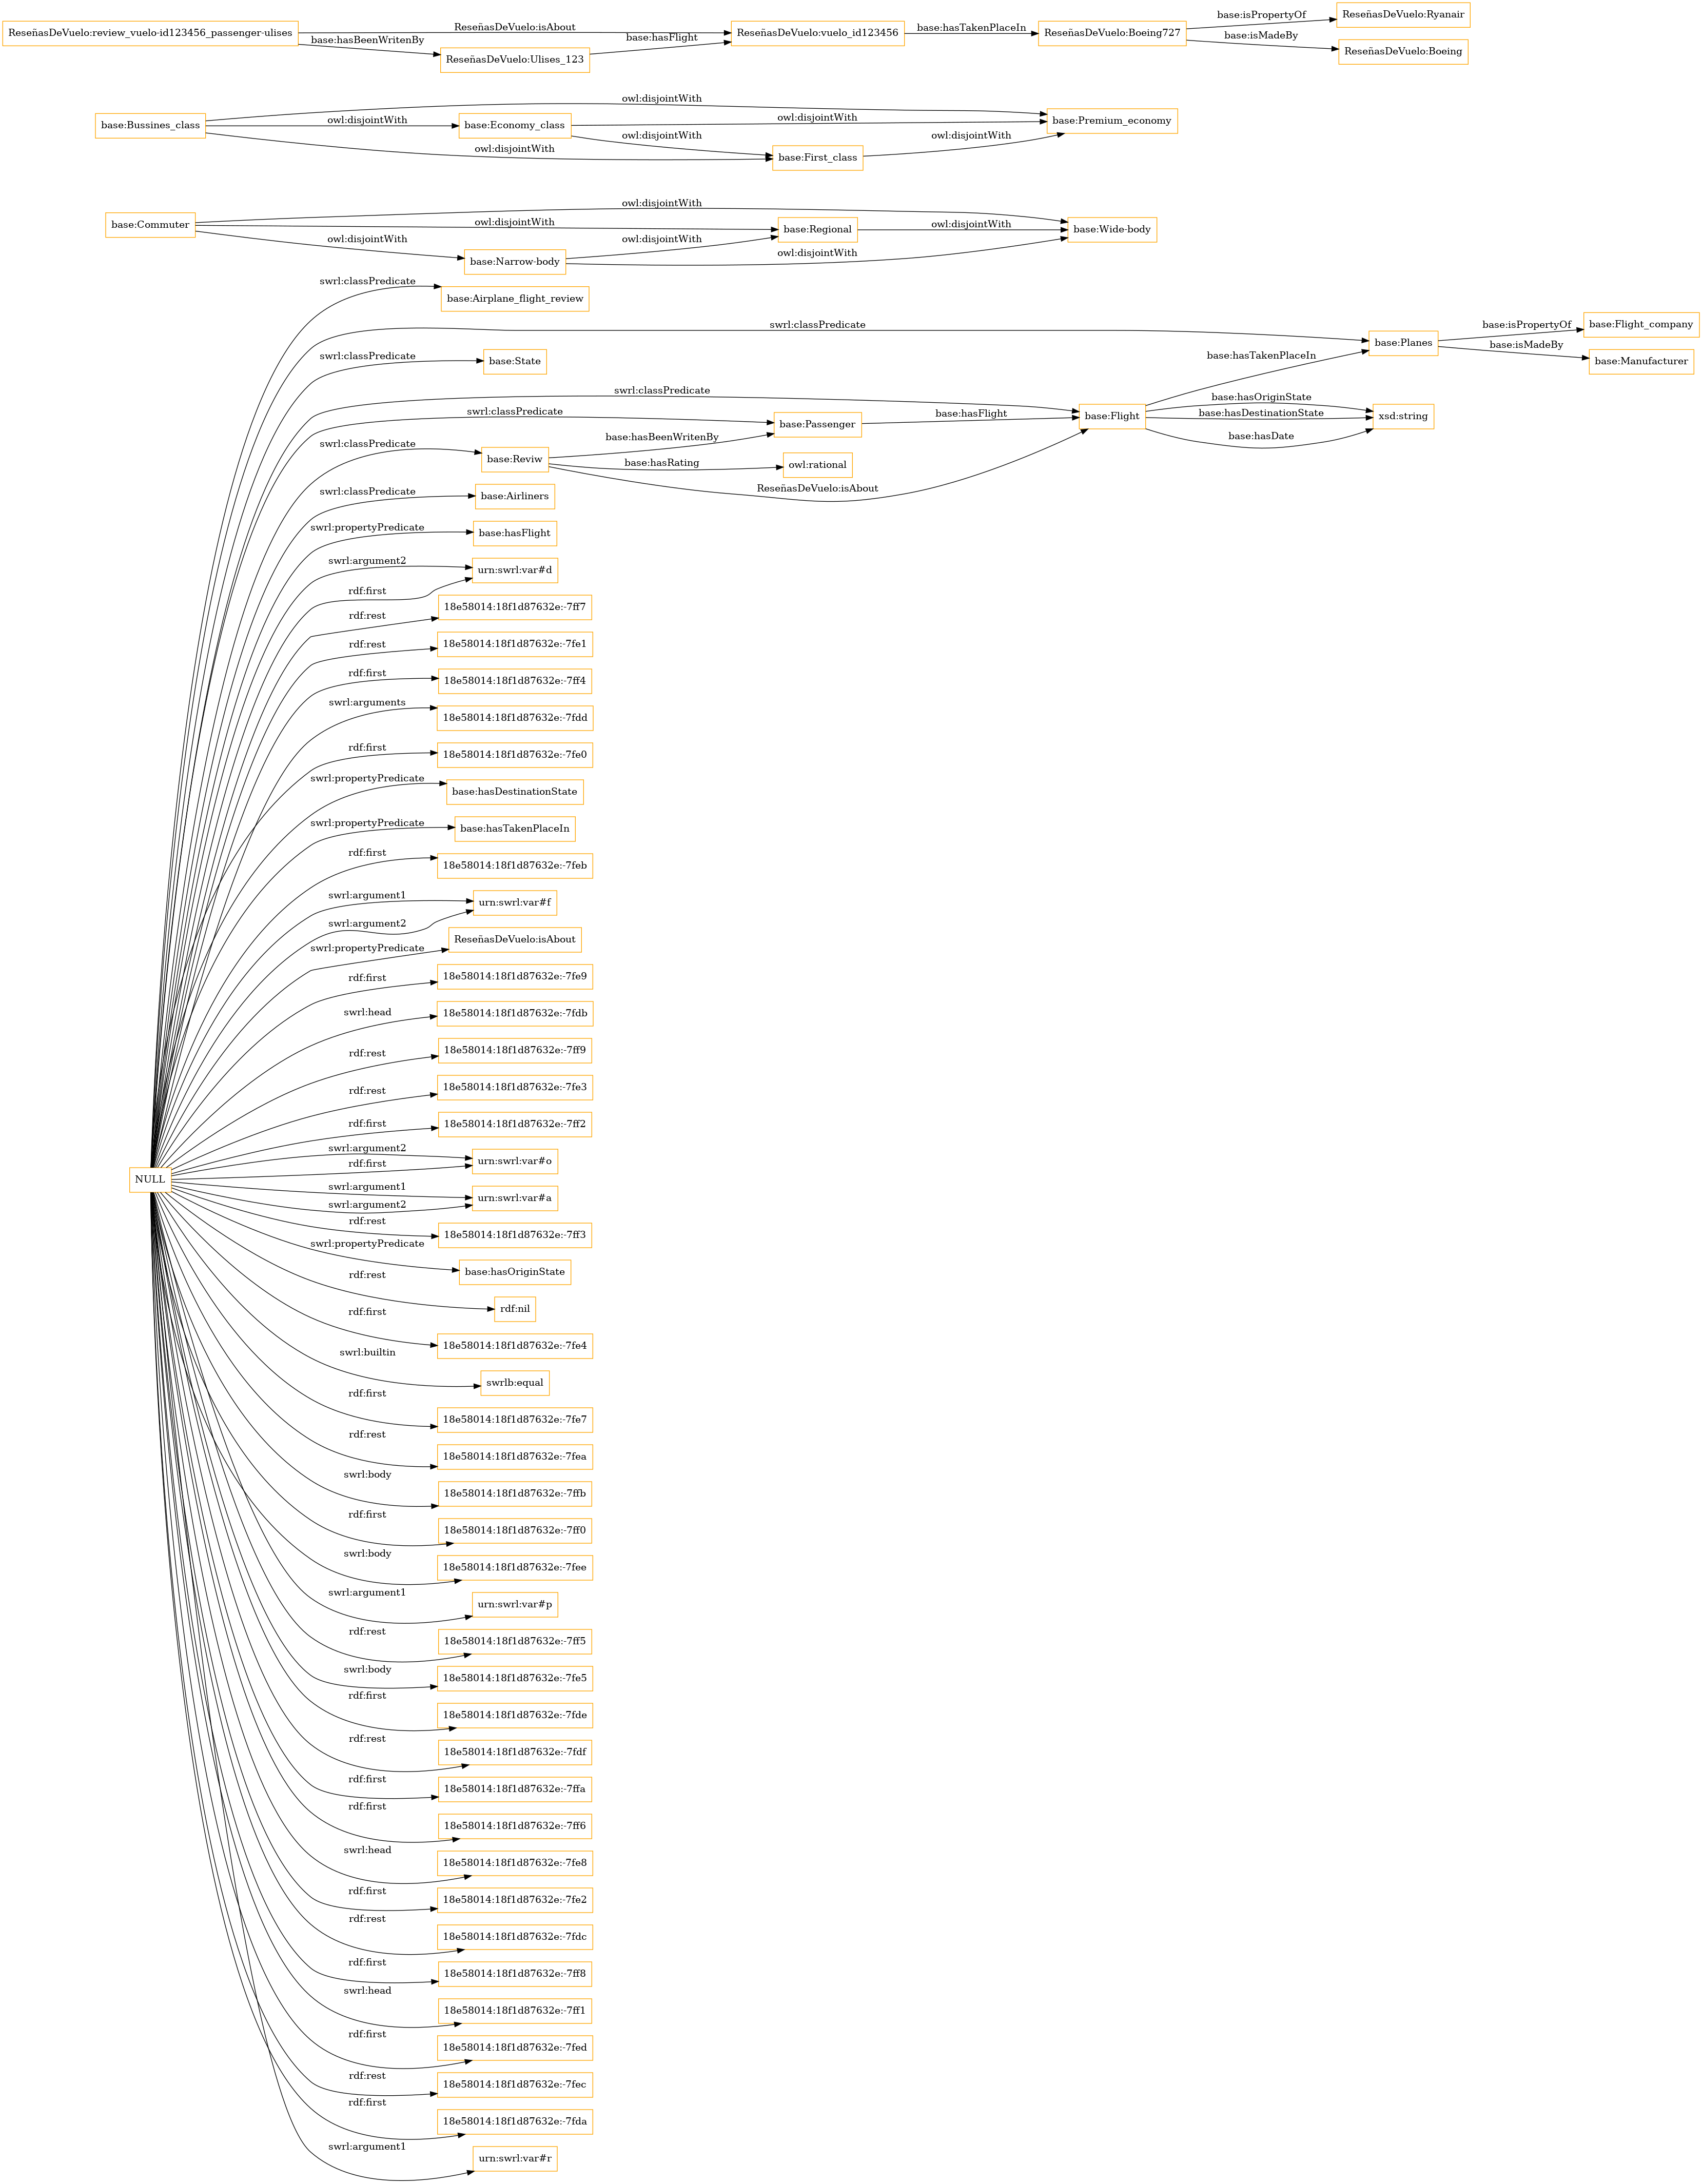 ReseñasDeVuelo:review_vuelo-id123456_passenger-ulises
ReseñasDeVuelo:isAbout
base:hasBeenWritenBy
ReseñasDeVuelo:Ulises_123
base:hasFlight
ReseñasDeVuelo:vuelo_id123456
base:hasTakenPlaceIn
ReseñasDeVuelo:Boeing727
base:isPropertyOf
base:isMadeBy
ReseñasDeVuelo:Ryanair
ReseñasDeVuelo:Boeing
base:Bussines_class
owl:disjointWith
owl:disjointWith
owl:disjointWith
base:Economy_class
owl:disjointWith
owl:disjointWith
base:First_class
owl:disjointWith
base:Premium_economy
base:Commuter
owl:disjointWith
owl:disjointWith
owl:disjointWith
base:Narrow-body
owl:disjointWith
owl:disjointWith
base:Regional
owl:disjointWith
base:Wide-body
NULL
swrl:classPredicate
base:Airplane_flight_review
swrl:classPredicate
base:Planes
base:isPropertyOf
base:Flight_company
base:isMadeBy
base:Manufacturer
swrl:classPredicate
base:State
swrl:classPredicate
base:Flight
base:hasTakenPlaceIn
base:hasOriginState
base:hasDestinationState
base:hasDate
xsd:string
swrl:classPredicate
base:Passenger
base:hasFlight
swrl:classPredicate
base:Reviw
base:hasBeenWritenBy
base:hasRating
owl:rational
ReseñasDeVuelo:isAbout
swrl:classPredicate
base:Airliners
swrl:propertyPredicate
base:hasFlight
swrl:argument2
rdf:first
urn:swrl:var#d
rdf:rest
18e58014:18f1d87632e:-7ff7
rdf:rest
18e58014:18f1d87632e:-7fe1
rdf:first
18e58014:18f1d87632e:-7ff4
swrl:arguments
18e58014:18f1d87632e:-7fdd
rdf:first
18e58014:18f1d87632e:-7fe0
swrl:propertyPredicate
base:hasDestinationState
swrl:propertyPredicate
base:hasTakenPlaceIn
rdf:first
18e58014:18f1d87632e:-7feb
swrl:argument1
swrl:argument2
urn:swrl:var#f
swrl:propertyPredicate
ReseñasDeVuelo:isAbout
rdf:first
18e58014:18f1d87632e:-7fe9
swrl:head
18e58014:18f1d87632e:-7fdb
rdf:rest
18e58014:18f1d87632e:-7ff9
rdf:rest
18e58014:18f1d87632e:-7fe3
rdf:first
18e58014:18f1d87632e:-7ff2
swrl:argument2
rdf:first
urn:swrl:var#o
swrl:argument1
swrl:argument2
urn:swrl:var#a
rdf:rest
18e58014:18f1d87632e:-7ff3
swrl:propertyPredicate
base:hasOriginState
rdf:rest
rdf:nil
rdf:first
18e58014:18f1d87632e:-7fe4
swrl:builtin
swrlb:equal
rdf:first
18e58014:18f1d87632e:-7fe7
rdf:rest
18e58014:18f1d87632e:-7fea
swrl:body
18e58014:18f1d87632e:-7ffb
rdf:first
18e58014:18f1d87632e:-7ff0
swrl:body
18e58014:18f1d87632e:-7fee
swrl:argument1
urn:swrl:var#p
rdf:rest
18e58014:18f1d87632e:-7ff5
swrl:body
18e58014:18f1d87632e:-7fe5
rdf:first
18e58014:18f1d87632e:-7fde
rdf:rest
18e58014:18f1d87632e:-7fdf
rdf:first
18e58014:18f1d87632e:-7ffa
rdf:first
18e58014:18f1d87632e:-7ff6
swrl:head
18e58014:18f1d87632e:-7fe8
rdf:first
18e58014:18f1d87632e:-7fe2
rdf:rest
18e58014:18f1d87632e:-7fdc
rdf:first
18e58014:18f1d87632e:-7ff8
swrl:head
18e58014:18f1d87632e:-7ff1
rdf:first
18e58014:18f1d87632e:-7fed
rdf:rest
18e58014:18f1d87632e:-7fec
rdf:first
18e58014:18f1d87632e:-7fda
swrl:argument1
urn:swrl:var#r